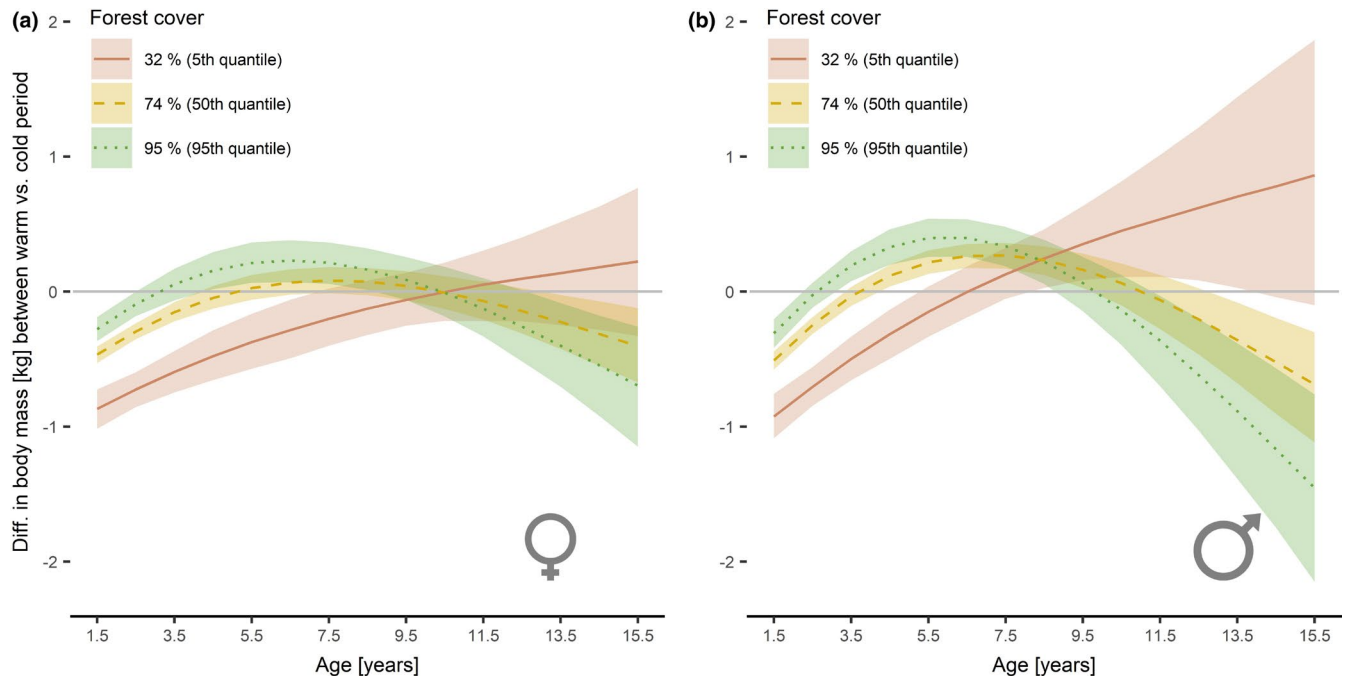 (a)
Forest cover
32 % (5th quantile)
74 % (50th quantile)
95 % (95th quantile)
2
1
0
-1
-2
Diff. in body mass [kg] between warm vs. cold period
1.5 3.5 5.5 7.5 9.5 11.5 13.5 15.5
Age [years]
(b)
Forest cover
32 % (5th quantile)
74 % (50th quantile)
95 % (95th quantile)
2
1
0
-1
-2
1.5 3.5 5.5 7.5 9.5 11.5 13.5 15.5
Age [years]